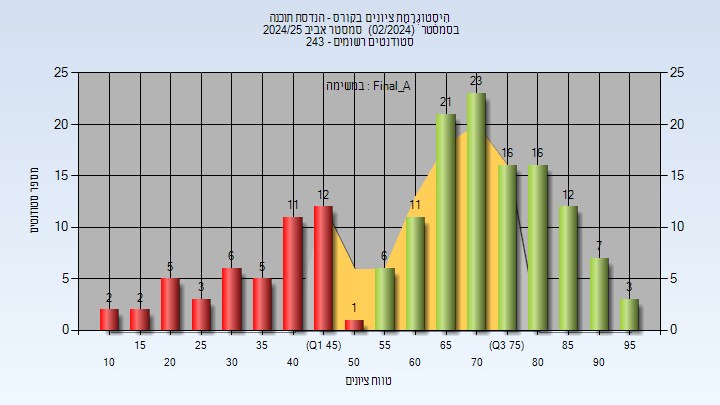 היסטוגרמת ציונים בקורס - הנדסת תוכנה
בסמסטר (02/2024) סמסטר אביב 2024/25
סטודנטים רשומים - 243
במשימה : Final_A
25 25
20 20
15 15
10 10
5 5
0 0
2 2 5 3 6 5 11 12 1 6 11 21 23 16 16 12 7 3
מספר סטודנטים
15 25 35 (Q1 45) 55 65 (Q3 75) 85 95
10 20 30 40 50 60 70 80 90
טווח ציונים